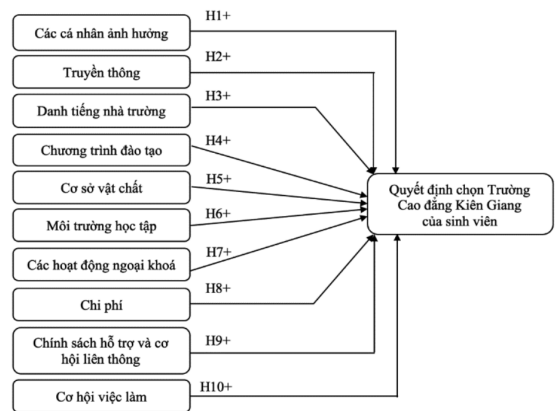 Các cá nhân ảnh hưởng
H1+
Truyền thông
H2+
Danh tiếng nhà trường
H3+
Chương trình đào tạo
H4+
Cơ sở vật chất
H5+
Môi trường học tập
H6+
Các hoạt động ngoại khoá
H7+
Chi phí
H8+
Chính sách hỗ trợ và cơ
hội liên thông
H9+
Cơ hội việc làm
H10+
Quyết định chọn Trường
Cao đẳng Kiên Giang
của sinh viên